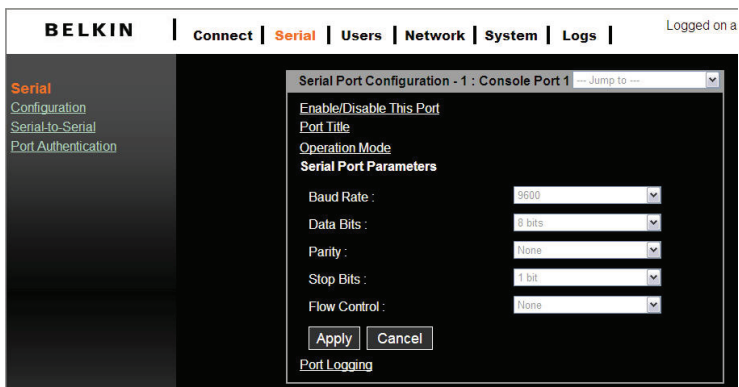 BELKIN | Connect | Serial | Users | Network | System | Logs | Logged on a
Serial
Configuration
Serial-to-Serial
Port Authentication
Serial Port Configuration - 1 : Console Port 1 --- Jump to ---
Enable/Disable This Port
Port Title
Operation Mode
Serial Port Parameters
Baud Rate : 9600
Data Bits : 8 bits
Parity : None
Stop Bits : 1 bit
Flow Control : None
Apply Cancel
Port Logging